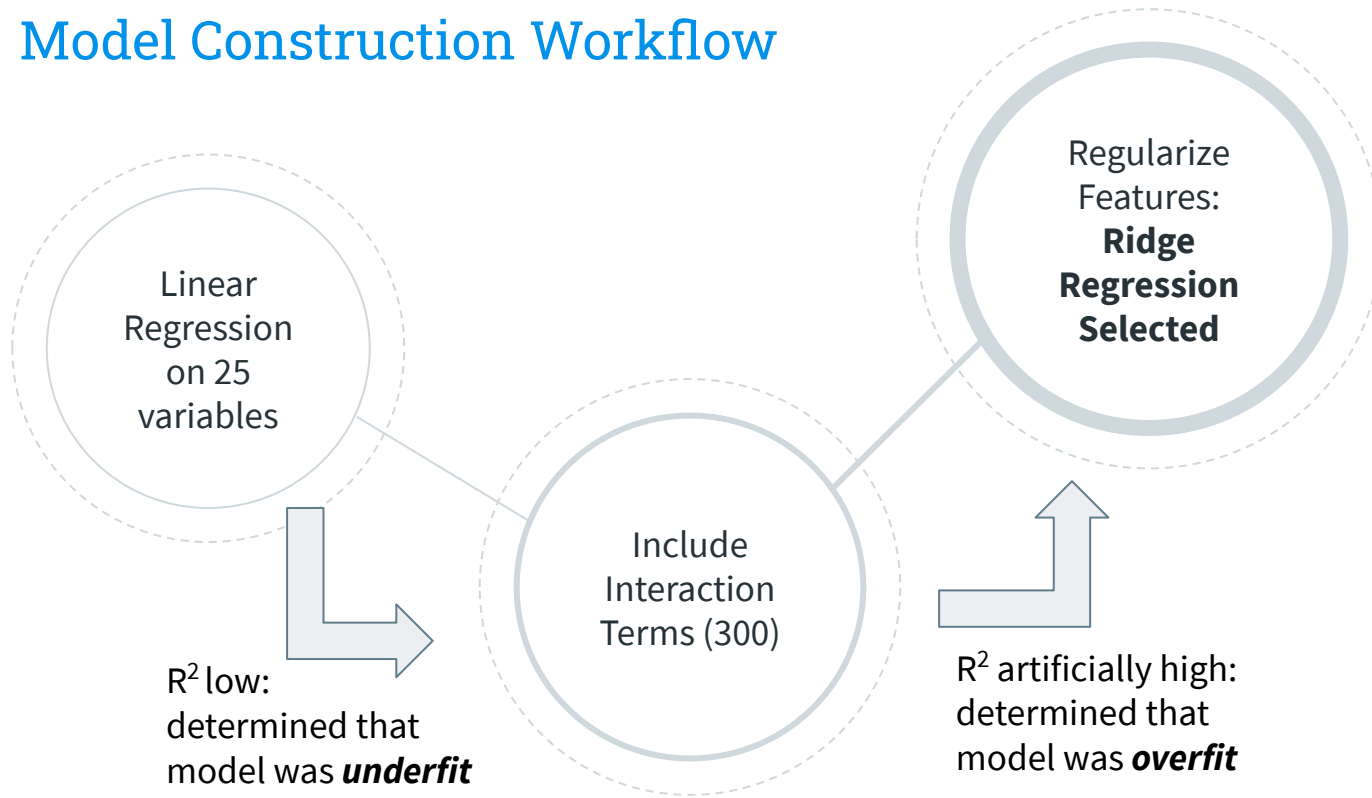 Model Construction Workflow
Linear
Regression
on 25
variables
R² low:
determined that
model was underfit
Include
Interaction
Terms (300)
R² artificially high:
determined that
model was overfit
Regularize
Features:
Ridge
Regression
Selected